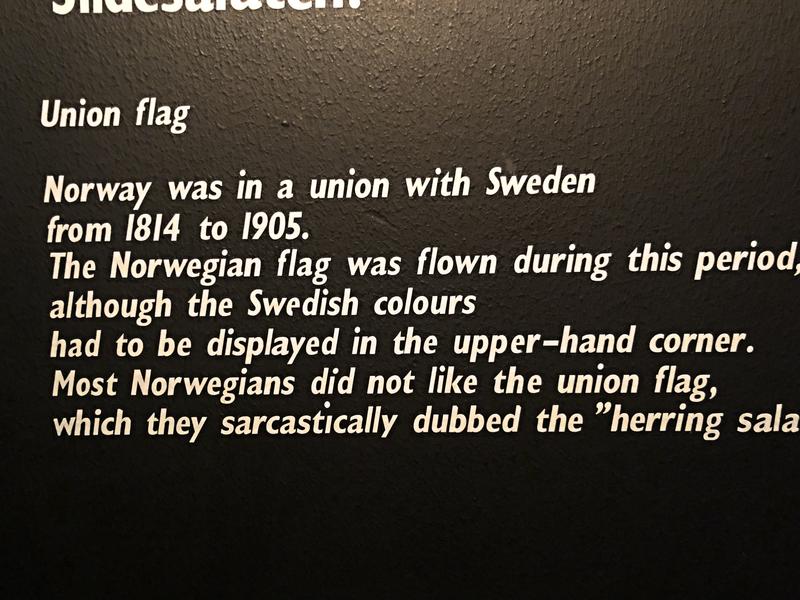 Sildesalaten.
Union flag
Norway was in a union with Sweden
from 1814 to 1905.
The Norwegian flag was flown during this period,
although the Swedish colours
had to be displayed in the upper-hand corner.
Most Norwegians did not like the union flag,
which they sarcastically dubbed the ”herring sala